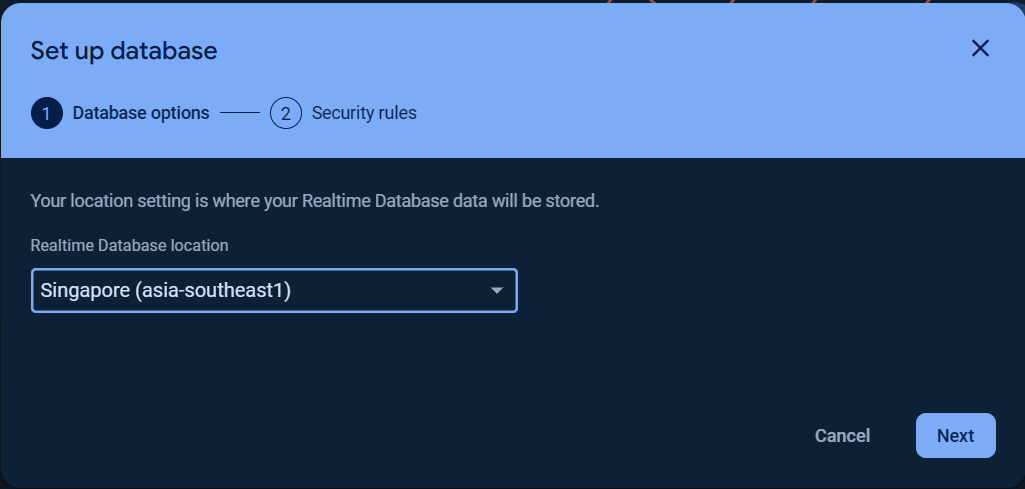 Set up database
1 Database options
2 Security rules
Your location setting is where your Realtime Database data will be stored.
Realtime Database location
Singapore (asia-southeast1)
Cancel
Next